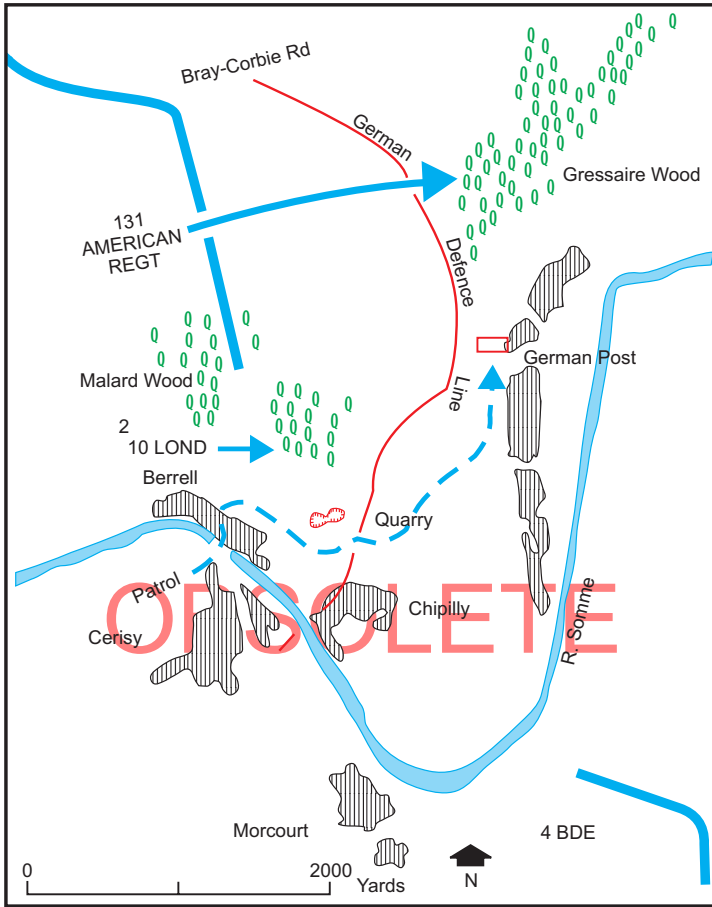 Bray-Corbie Rd
German
Gressaire Wood
131
AMERICAN
REGT
Defence
German Post
Malard Wood
Line
2
10 LOND
Berrell
Quarry
Patrol
OBSOLETE
Chipilly
Cerisy
R. Somme
Morcourt
4 BDE
0
2000
Yards
N